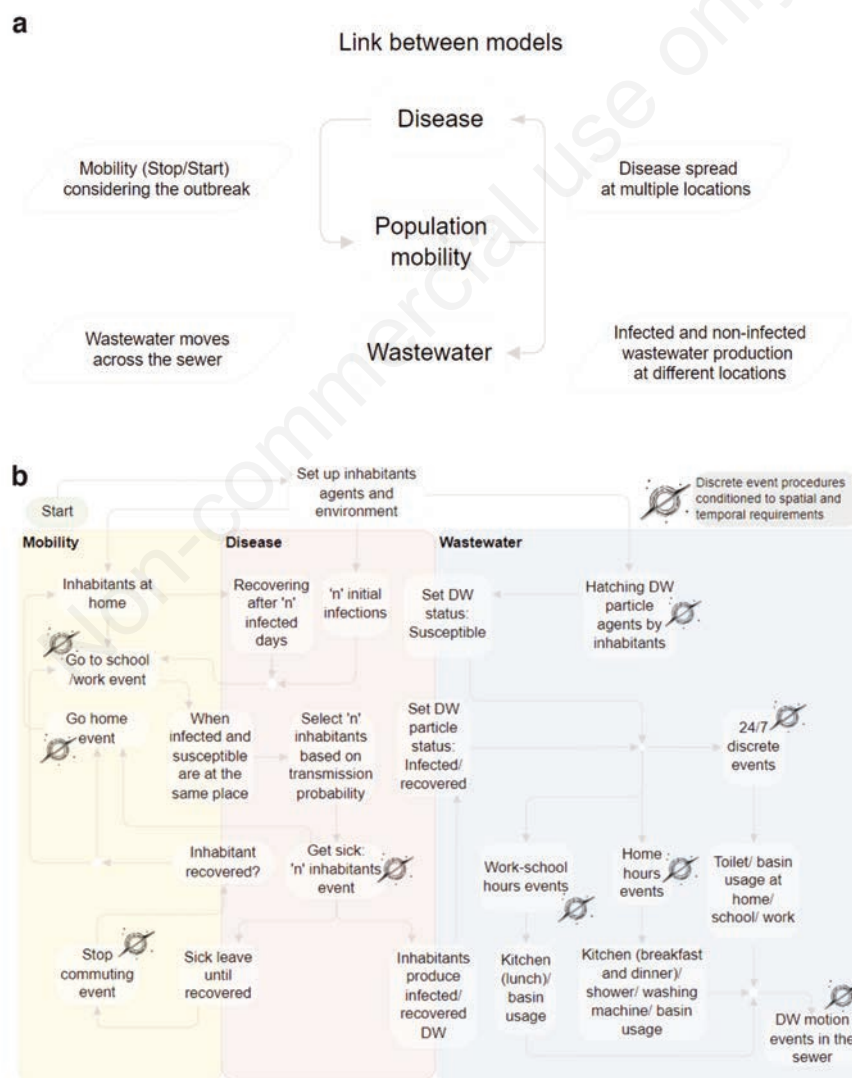 a
Link between models
Disease
Mobility (Stop/Start)
considering the outbreak
Disease spread
at multiple locations
Population
mobility
Wastewater moves
across the sewer
Wastewater
Infected and non-infected
wastewater production
at different locations
b
Start
Set up inhabitants
agents and
environment
Discrete event procedures
conditioned to spatial and
temporal requirements
Mobility
Disease
Wastewater
Inhabitants at
home
Recovering
after 'n'
infected
days
'n' initial
infections
Set DW
status:
Susceptible
Hatching DW
particle
agents by
inhabitants
Go to school
/work event
Go home
event
When
infected and
susceptible
are at the
same place
Select 'n'
inhabitants
based on
transmission
probability
Set DW
particle
status:
Infected/
recovered
24/7
discrete
events
Inhabitant
recovered?
Get sick:
'n' inhabitants
event
Work-school
hours events
Home
hours
events
Toilet/ basin
usage at
home/
school/ work
Stop
commuting
event
Sick leave
until
recovered
Inhabitants
produce
infected/
recovered
DW
Kitchen
(lunch)/
basin
usage
Kitchen (breakfast
and dinner)/
shower/ washing
machine/ basin
usage
DW motion
events in the
sewer
Non-commercial use only